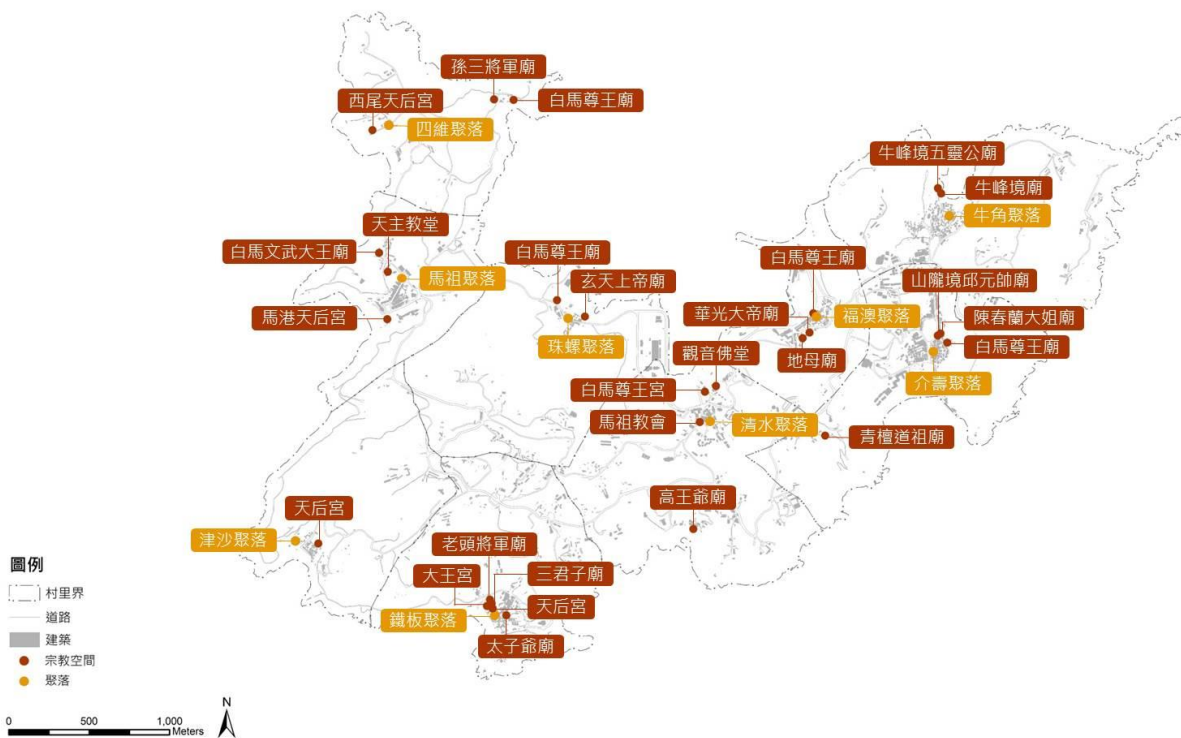 孫三將軍廟
西尾天后宮
白馬尊王廟
四維聚落
牛峰境五靈公廟
牛峰境廟
牛角聚落
天主教堂
白馬文武大王廟
馬祖聚落
馬港天后宮
白馬尊王廟
玄天上帝廟
珠螺聚落
白馬尊王廟
華光大帝廟
福澳聚落
地母廟
山隴境邱元帥廟
陳春蘭大姐廟
白馬尊王廟
介壽聚落
觀音佛堂
白馬尊王宮
馬祖教會
清水聚落
青檀道祖廟
高王爺廟
天后宮
津沙聚落
老頭將軍廟
大王宮
三君子廟
天后宮
鐵板聚落
太子爺廟
圖例
村里界
道路
建築
宗教空間
聚落
0 500 1,000
Meters
N